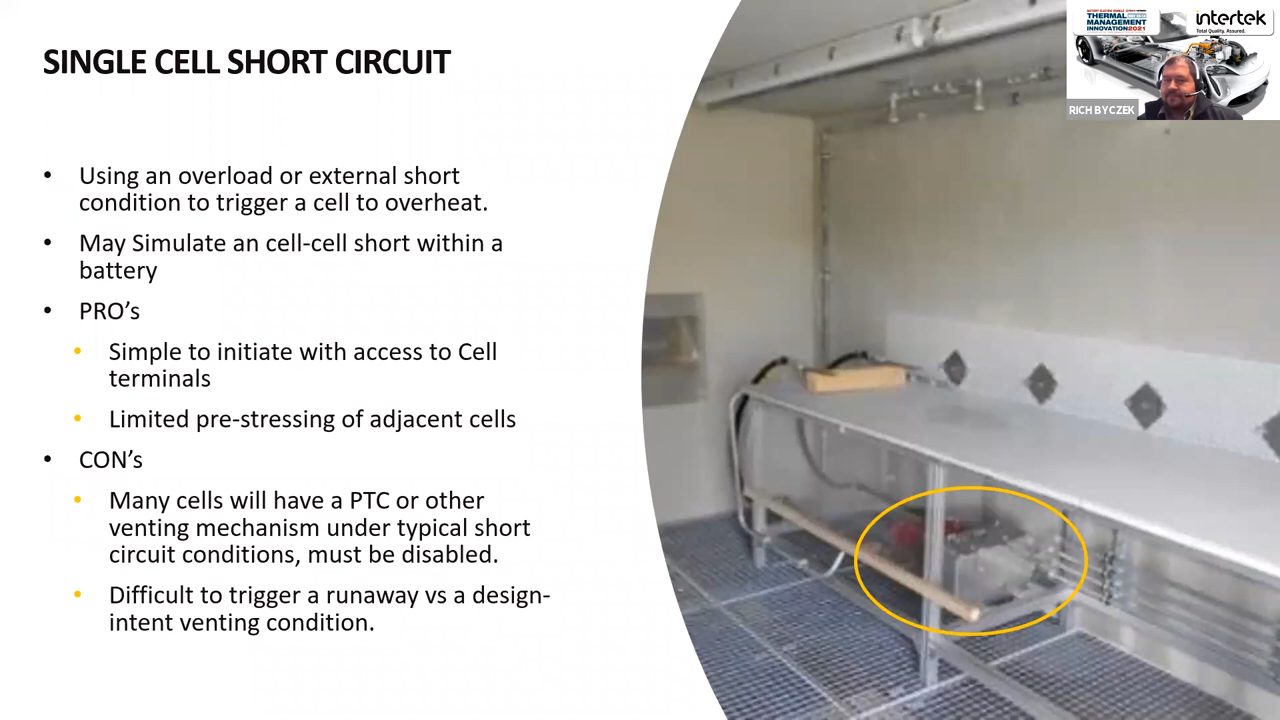 SINGLE CELL SHORT CIRCUIT
• Using an overload or external short
condition to trigger a cell to overheat.
• May Simulate an cell-cell short within a
battery
• PRO’s
• Simple to initiate with access to Cell
terminals
• Limited pre-stressing of adjacent cells
• CON’s
• Many cells will have a PTC or other
venting mechanism under typical short
circuit conditions, must be disabled.
• Difficult to trigger a runaway vs a design-
intent venting condition.
THERMAL
MANAGEMENT
INNOVATION2021
intertek
Total Quality. Assured.
RICH BYCZEK